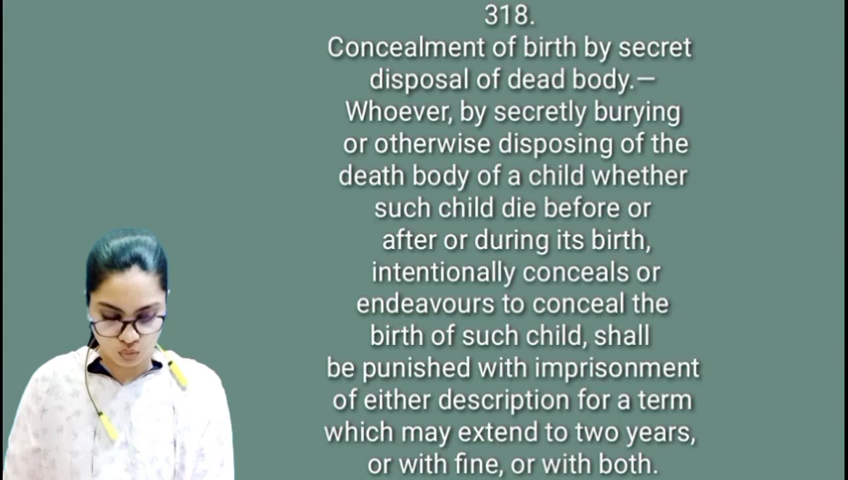 318.
Concealment of birth by secret
disposal of dead body.—
Whoever, by secretly burying
or otherwise disposing of the
death body of a child whether
such child die before or
after or during its birth,
intentionally conceals or
endeavours to conceal the
birth of such child, shall
be punished with imprisonment
of either description for a term
which may extend to two years,
or with fine, or with both.